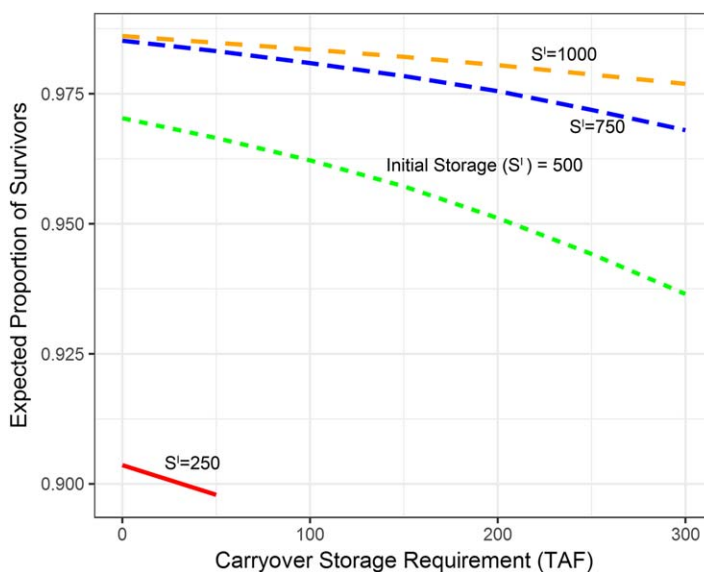 Sᴵ=1000
Sᴵ=750
Initial Storage (Sᴵ) = 500
Sᴵ=250
0.975
0.950
0.925
0.900
Expected Proportion of Survivors
0 100 200 300
Carryover Storage Requirement (TAF)